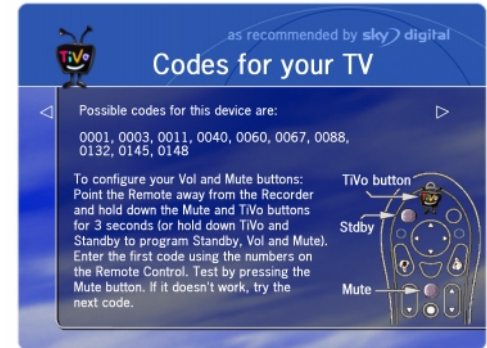 as recommended by sky digital
TiVo
Codes for your TV
Possible codes for this device are:
0001, 0003, 0011, 0040, 0060, 0067, 0088,
0132, 0145, 0148
To configure your Vol and Mute buttons:
Point the Remote away from the Recorder
and hold down the Mute and TiVo buttons
for 3 seconds (or hold down TiVo and
Standby to program Standby, Vol and Mute).
Enter the first code using the numbers on
the Remote Control. Test by pressing the
Mute button. If it doesn't work, try the
next code.
TiVo button
Stdby
Mute